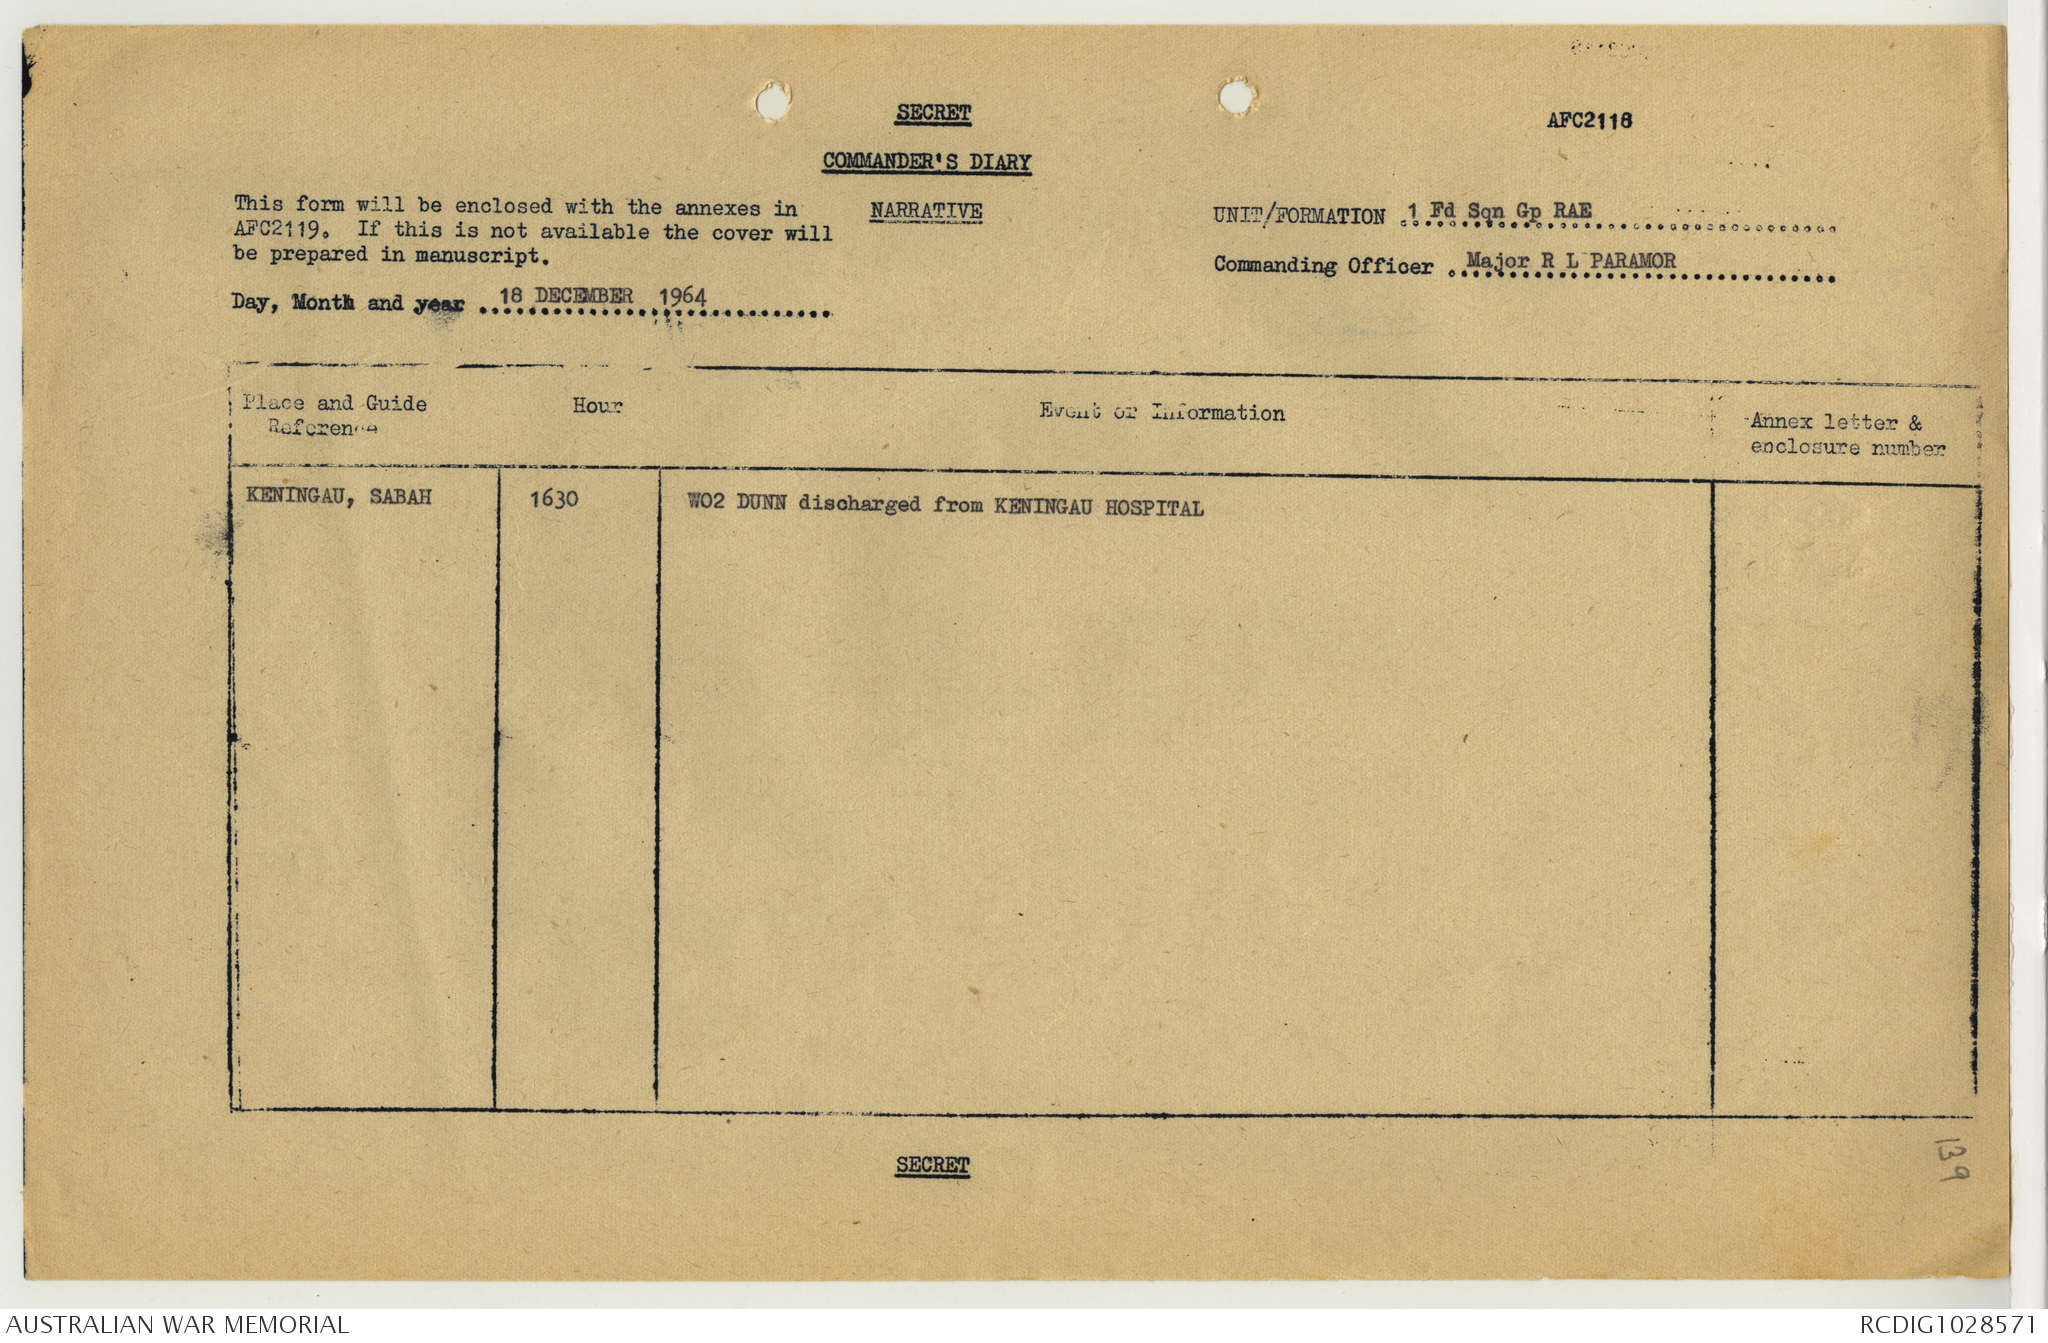 SECRET
AFC2118
COMMANDER'S DIARY
This form will be enclosed with the annexes in
AFC2119. If this is not available the cover will
be prepared in manuscript.
NARRATIVE
UNIT/FORMATION 1 Fd Sqn Gp RAE
Commanding Officer Major R L PARAMOR
Day, Month and year 18 DECEMBER 1964
Place and Guide
Reference
Hour
Event or Information
Annex letter &
enclosure number
KENINGAU, SABAH
1630
WO2 DUNN discharged from KENINGAU HOSPITAL
SECRET
139
AUSTRALIAN WAR MEMORIAL
RCDIG1028571